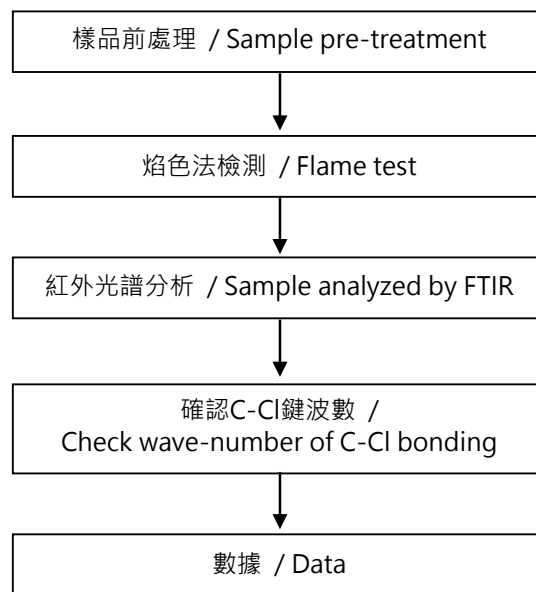 樣品前處理 / Sample pre-treatment
焰色法檢測 / Flame test
紅外光譜分析 / Sample analyzed by FTIR
確認C-Cl鍵波數 /
Check wave-number of C-Cl bonding
數據 / Data